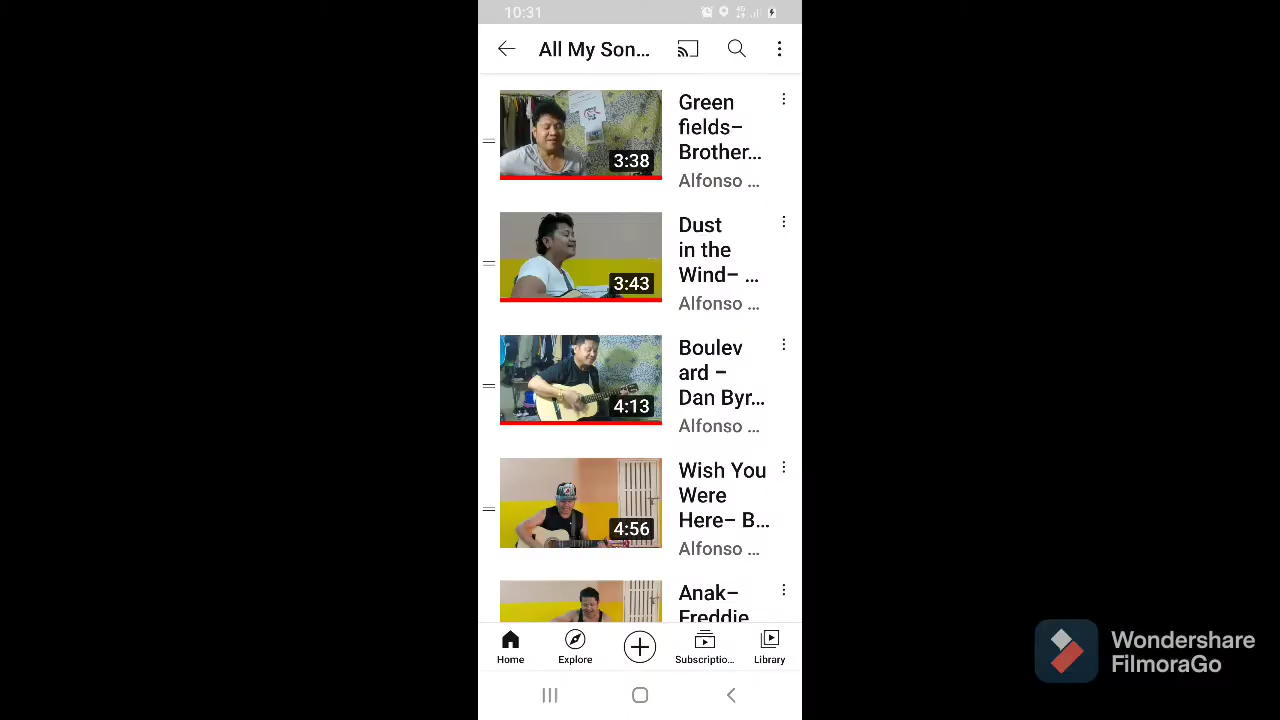 10:31
4G
All My Son...
Green
fields–
Brother...
3:38
Alfonso ...
Dust
in the
Wind– ...
3:43
Alfonso ...
Boulev
ard –
Dan Byr...
4:13
Alfonso ...
Wish You
Were
Here– B...
4:56
Alfonso ...
Anak–
Freddie
Home
Explore
Subscriptio...
Library
Wondershare
FilmoraGo